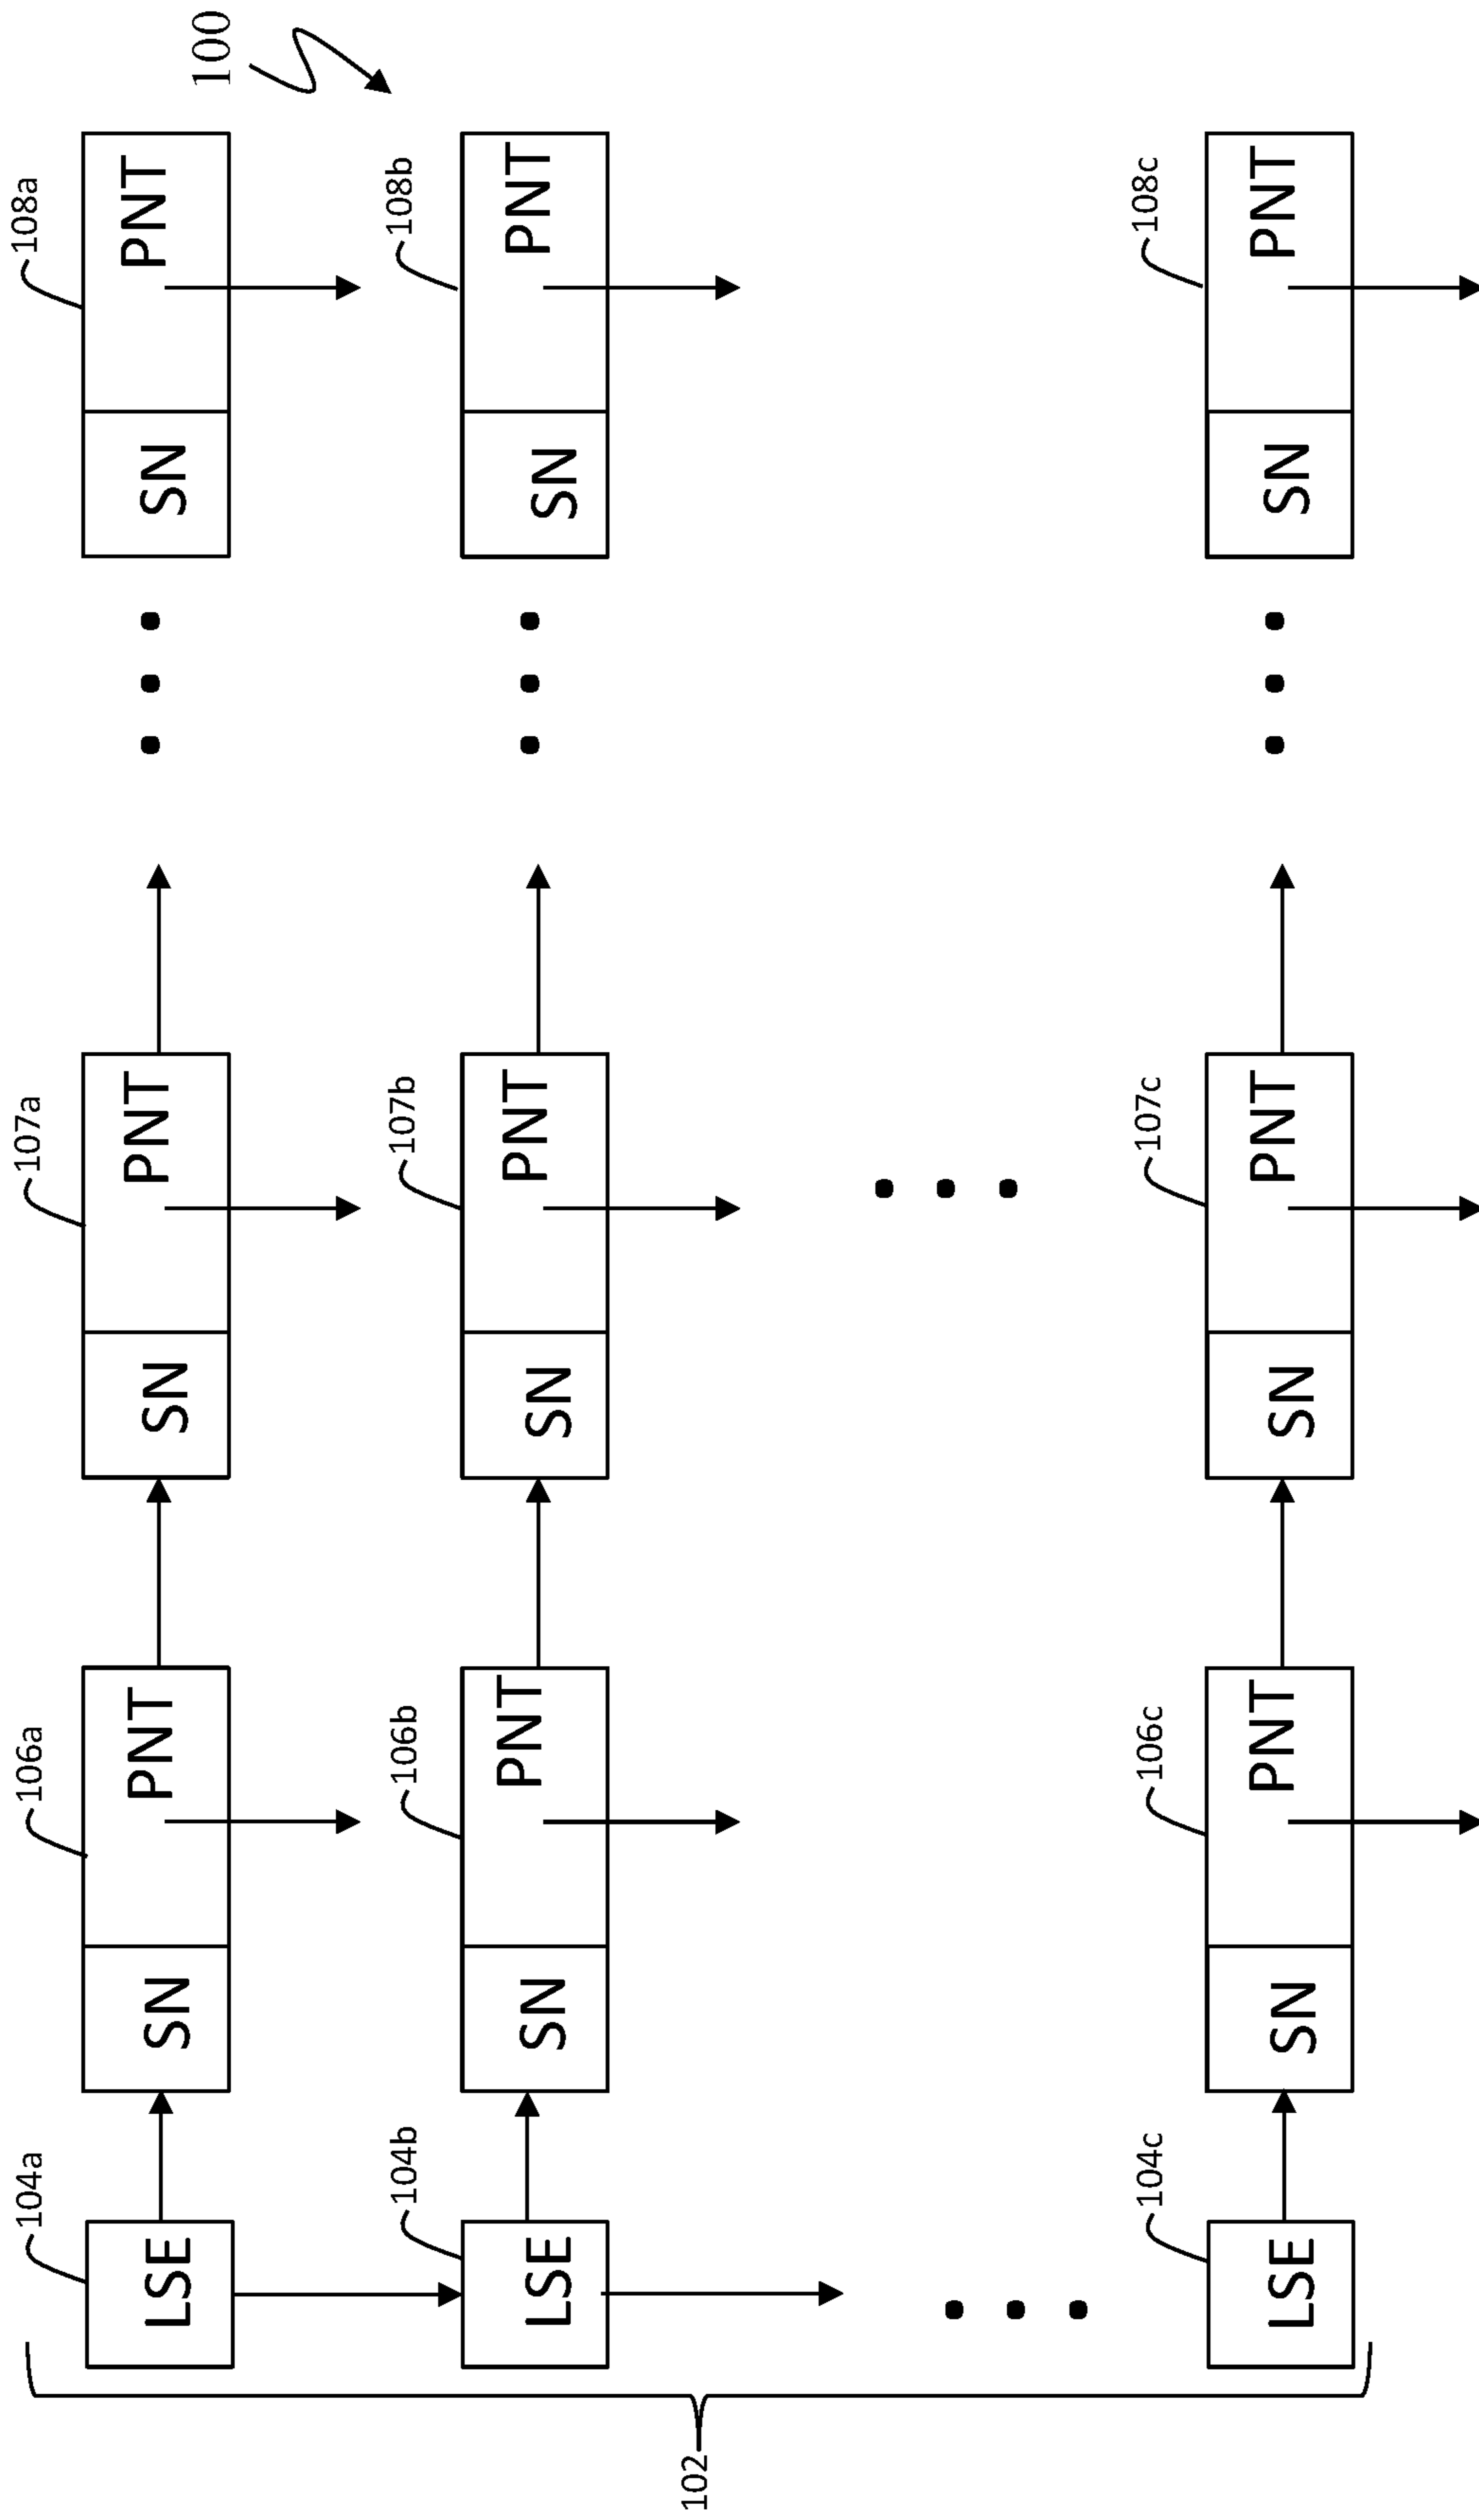 100
108a
PNT
SN
108b
PNT
SN
108c
PNT
SN
107a
PNT
SN
107b
PNT
SN
107c
PNT
SN
106a
PNT
SN
106b
PNT
SN
106c
PNT
SN
104a
LSE
104b
LSE
104c
LSE
102